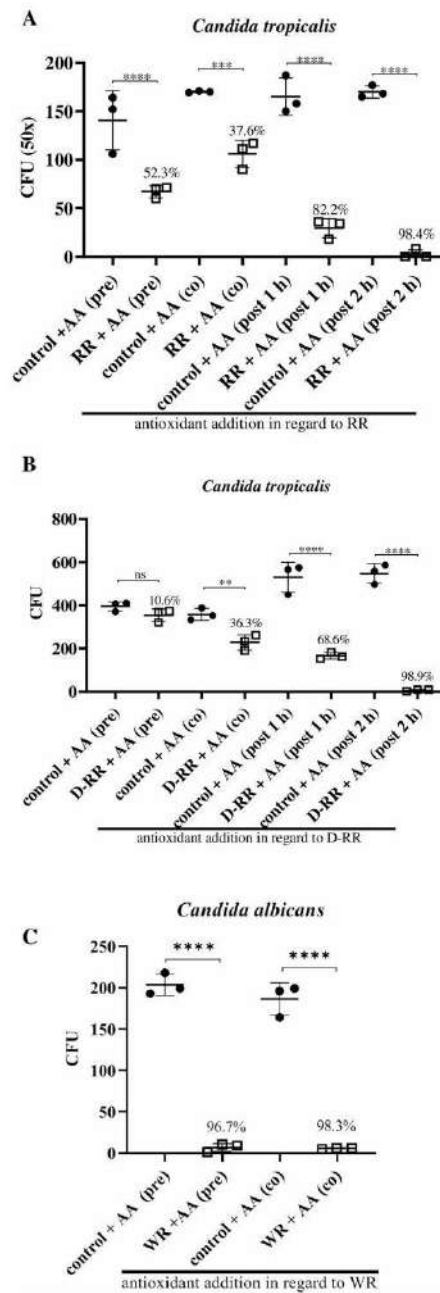 A
Candida tropicalis
CFU (50x)
200
150
100
50
0
****
***
****
****
52.3%
37.6%
82.2%
98.4%
control +AA (pre)
RR + AA (pre)
control + AA (co)
RR + AA (co)
control + AA (post 1 h)
RR + AA (post 1 h)
control + AA (post 2 h)
RR + AA (post 2 h)
antioxidant addition in regard to RR
B
Candida tropicalis
CFU
800
600
400
200
0
ns
**
****
****
10.6%
36.3%
68.6%
98.9%
control + AA (pre)
D-RR + AA (pre)
control + AA (co)
D-RR + AA (co)
control + AA (post 1 h)
D-RR + AA (post 1 h)
control + AA (post 2 h)
D-RR + AA (post 2 h)
antioxidant addition in regard to D-RR
Candida albicans
C
CFU
250
200
150
100
50
0
****
****
96.7%
98.3%
control + AA (pre)
WR +AA (pre)
control + AA (co)
WR + AA (co)
antioxidant addition in regard to WR